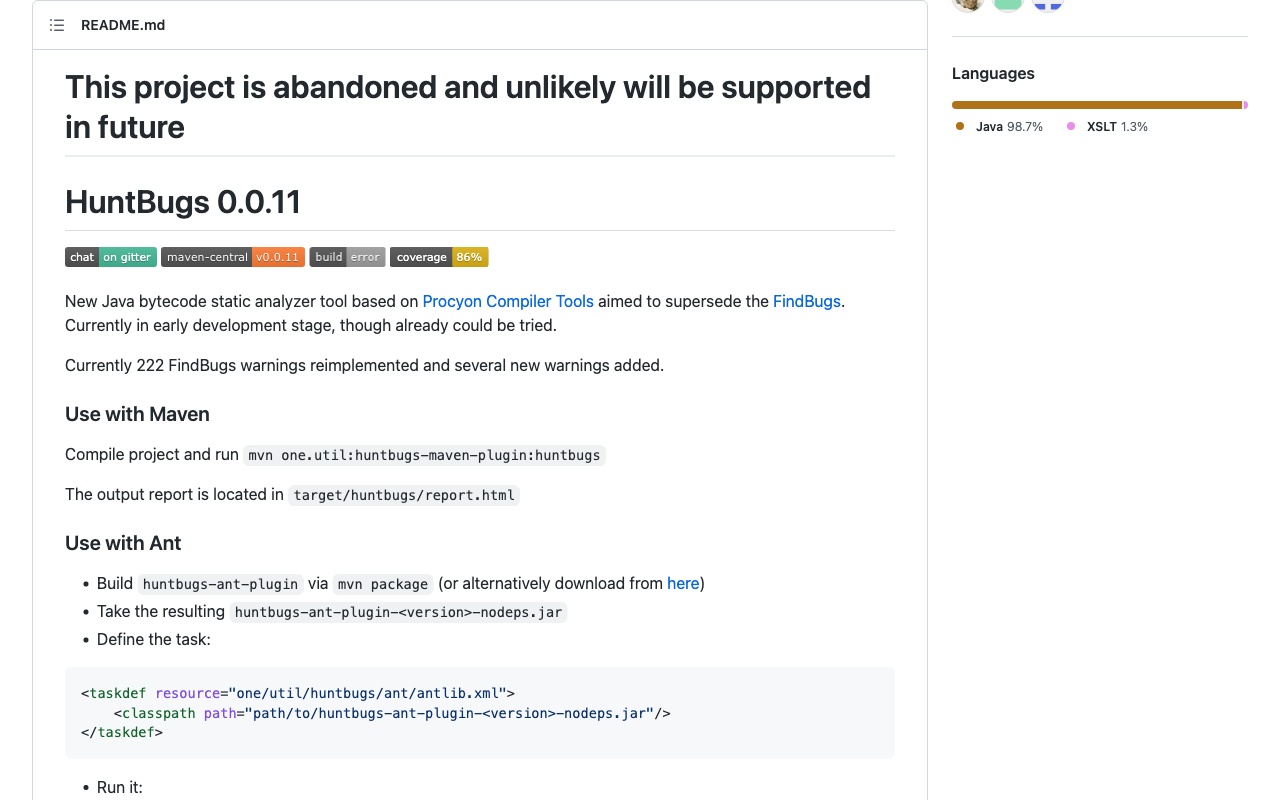 README.md
This project is abandoned and unlikely will be supported
in future
HuntBugs 0.0.11
chat on gitter maven-central v0.0.11 build error coverage 86%
New Java bytecode static analyzer tool based on Procyon Compiler Tools aimed to supersede the FindBugs.
Currently in early development stage, though already could be tried.
Currently 222 FindBugs warnings reimplemented and several new warnings added.
Use with Maven
Compile project and run mvn one.util:huntbugs-maven-plugin:huntbugs
The output report is located in target/huntbugs/report.html
Use with Ant
• Build huntbugs-ant-plugin via mvn package (or alternatively download from here)
• Take the resulting huntbugs-ant-plugin-<version>-nodeps.jar
• Define the task:
<taskdef resource="one/util/huntbugs/ant/antlib.xml">
    <classpath path="path/to/huntbugs-ant-plugin-<version>-nodeps.jar"/>
</taskdef>
• Run it:
Languages
Java 98.7% XSLT 1.3%